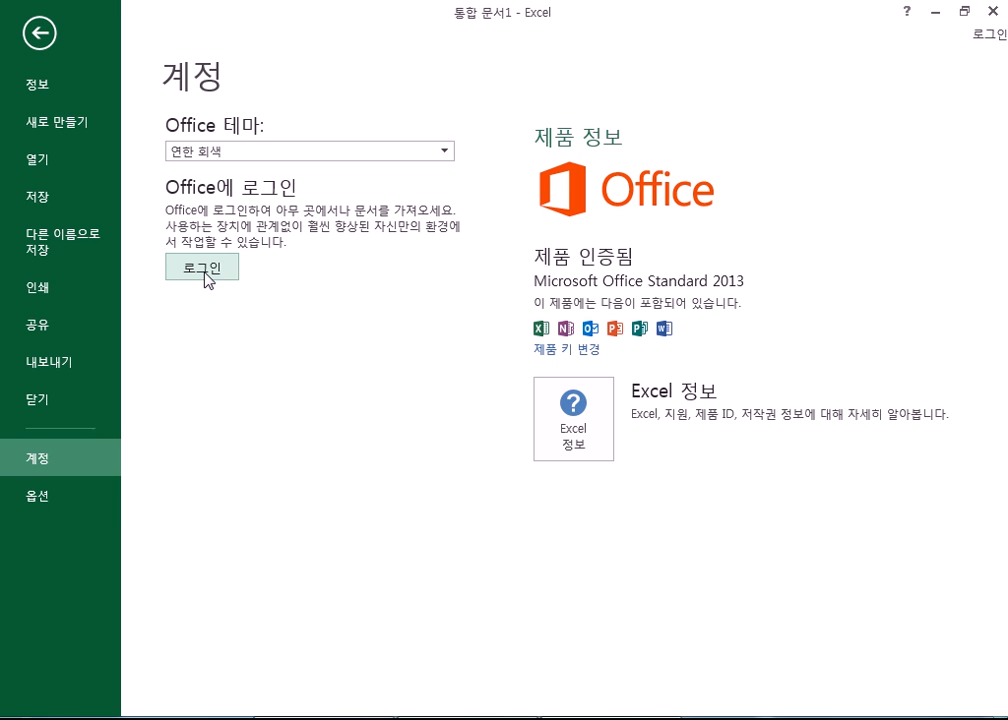 통합 문서1 - Excel
?
로그인
정보
새로 만들기
열기
저장
다른 이름으로
저장
인쇄
공유
내보내기
닫기
계정
옵션
계정
Office 테마:
연한 회색
Office에 로그인
Office에 로그인하여 아무 곳에서나 문서를 가져오세요.
사용하는 장치에 관계없이 훨씬 향상된 자신만의 환경에
서 작업할 수 있습니다.
로그인
제품 정보
Office
제품 인증됨
Microsoft Office Standard 2013
이 제품에는 다음이 포함되어 있습니다.
제품 키 변경
?
Excel
정보
Excel 정보
Excel, 지원, 제품 ID, 저작권 정보에 대해 자세히 알아봅니다.